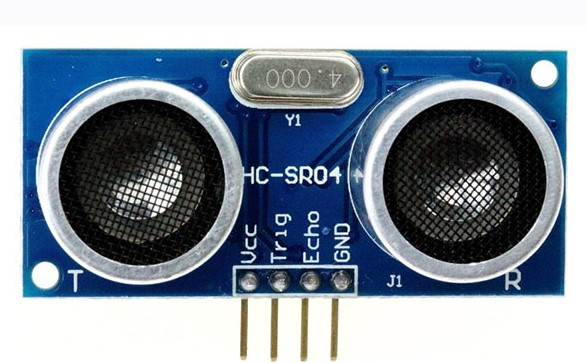 4.000
Y1
HC-SR04
Vcc
Trig
Echo
GND
T
J1
R